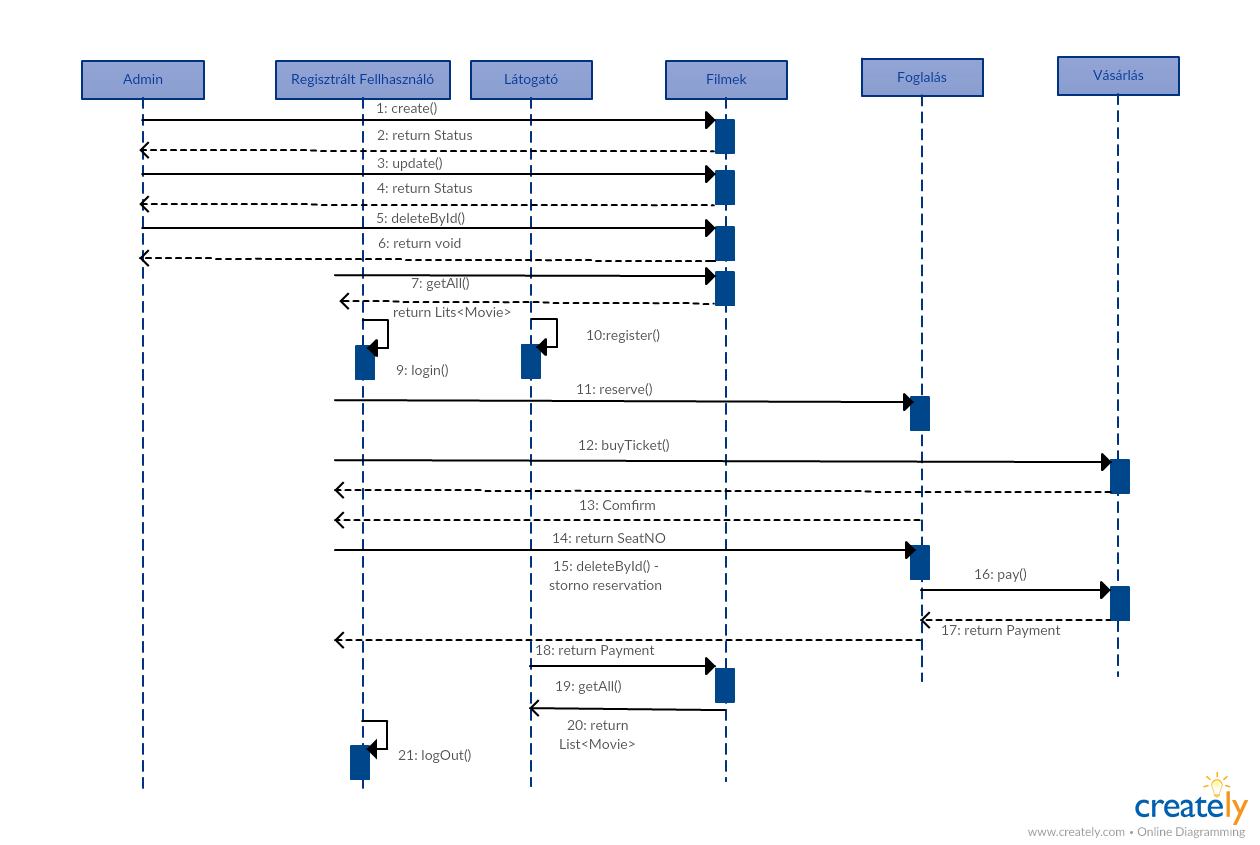 Admin
Regisztrált Fellhasználó
Látogató
Filmek
Foglalás
Vásárlás
1: create()
2: return Status
3: update()
4: return Status
5: deleteById()
6: return void
7: getAll()
return Lits<Movie>
10:register()
9: login()
11: reserve()
12: buyTicket()
13: Comfirm
14: return SeatNO
15: deleteById() -
storno reservation
16: pay()
17: return Payment
18: return Payment
19: getAll()
20: return
List<Movie>
21: logOut()
creately
www.creately.com • Online Diagramming